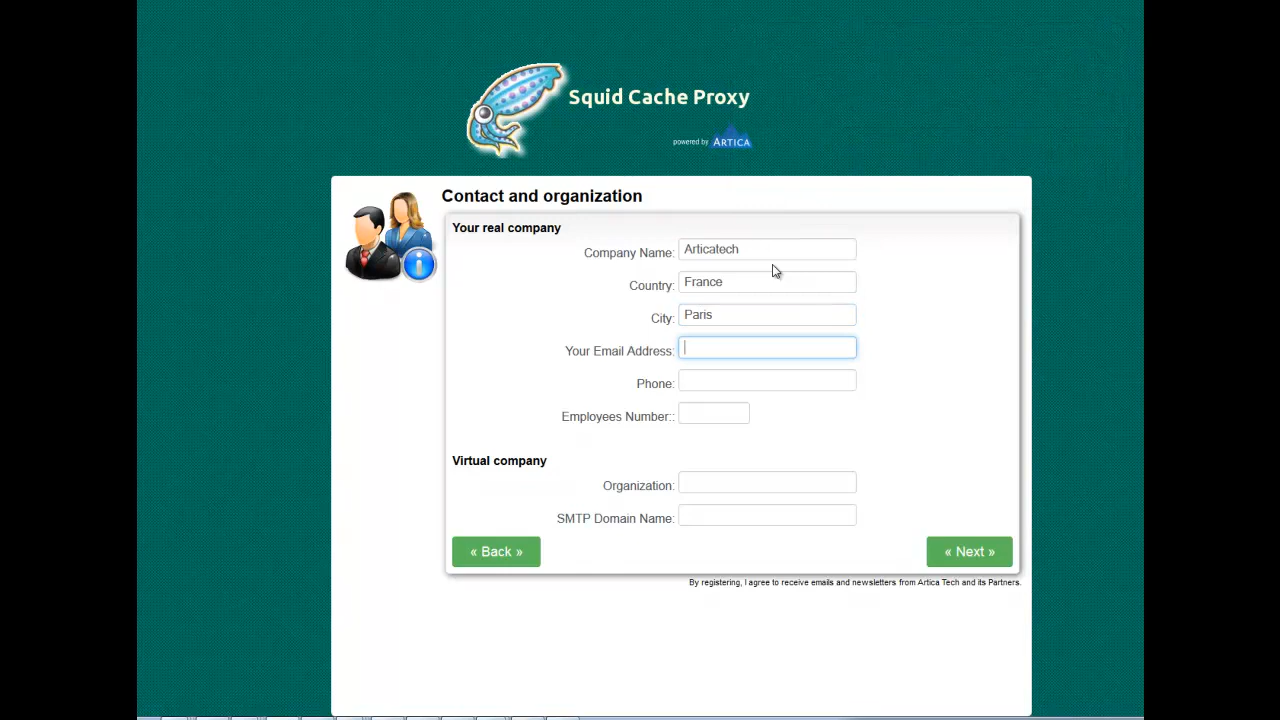 Squid Cache Proxy
powered by ARTICA
Contact and organization
Your real company
Company Name: Articatech
Country: France
City: Paris
Your Email Address:
Phone:
Employees Number::
Virtual company
Organization:
SMTP Domain Name:
« Back »
« Next »
By registering, I agree to receive emails and newsletters from Artica Tech and its Partners.